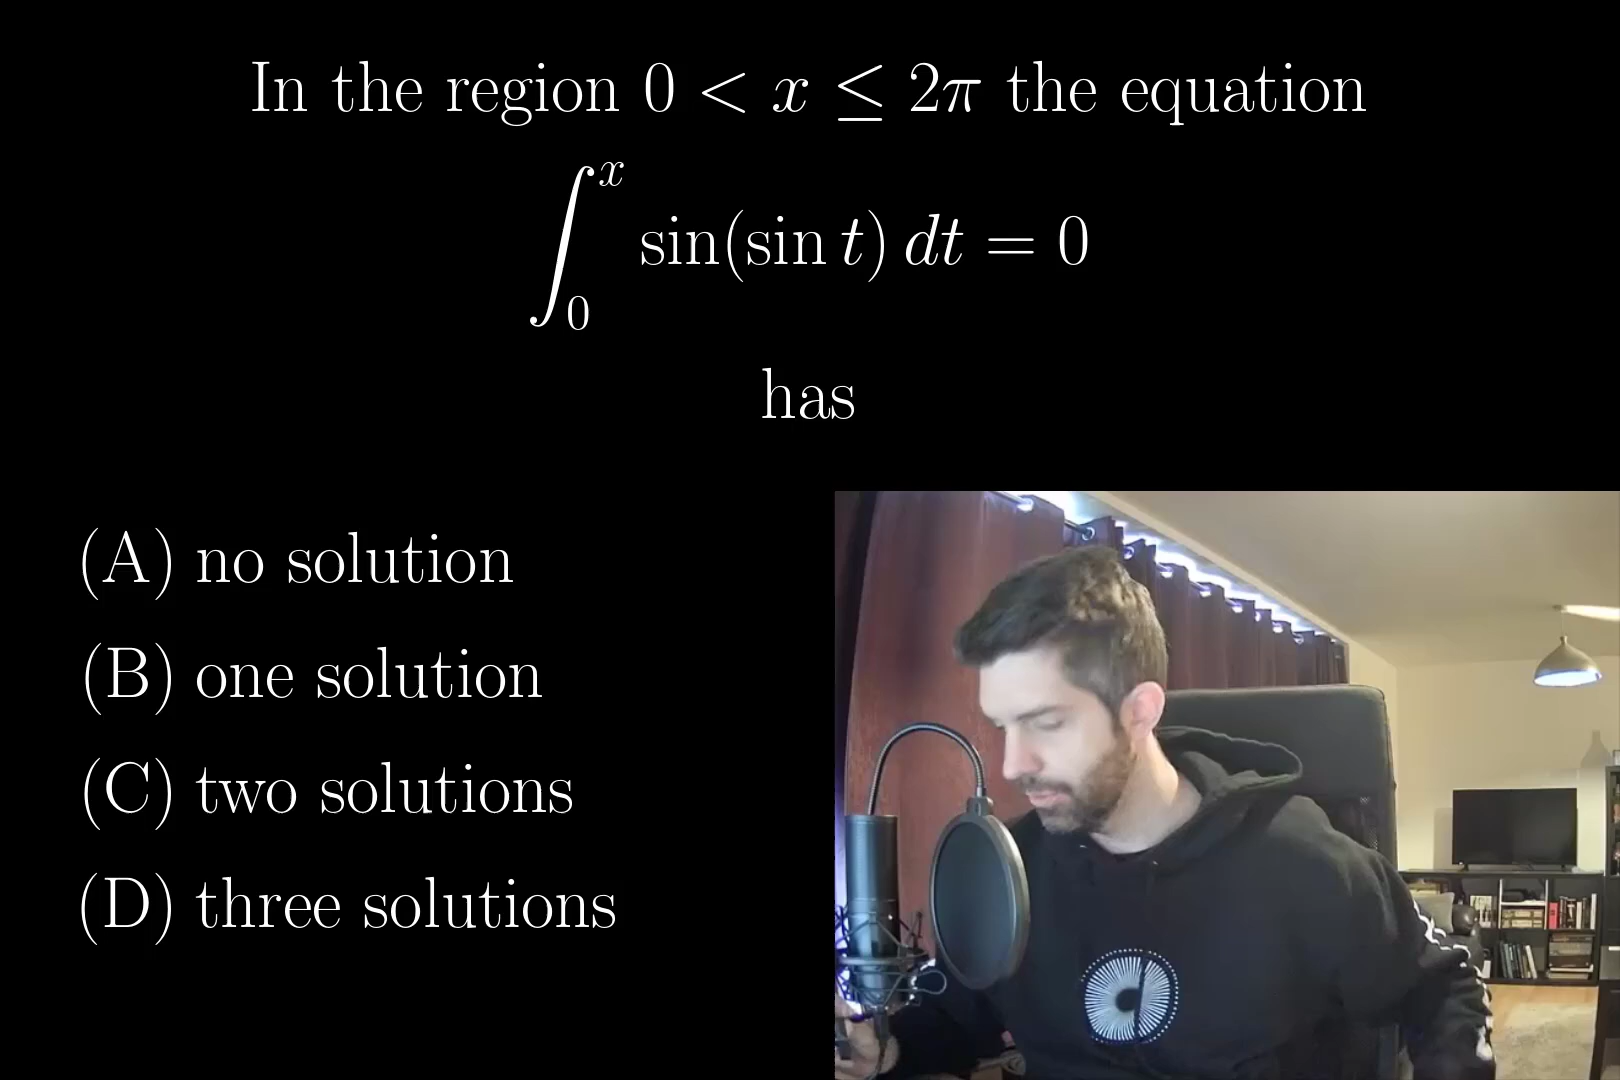 In the region 0 < x ≤ 2π the equation
∫₀ˣ sin(sin t) dt = 0
has
(A) no solution
(B) one solution
(C) two solutions
(D) three solutions